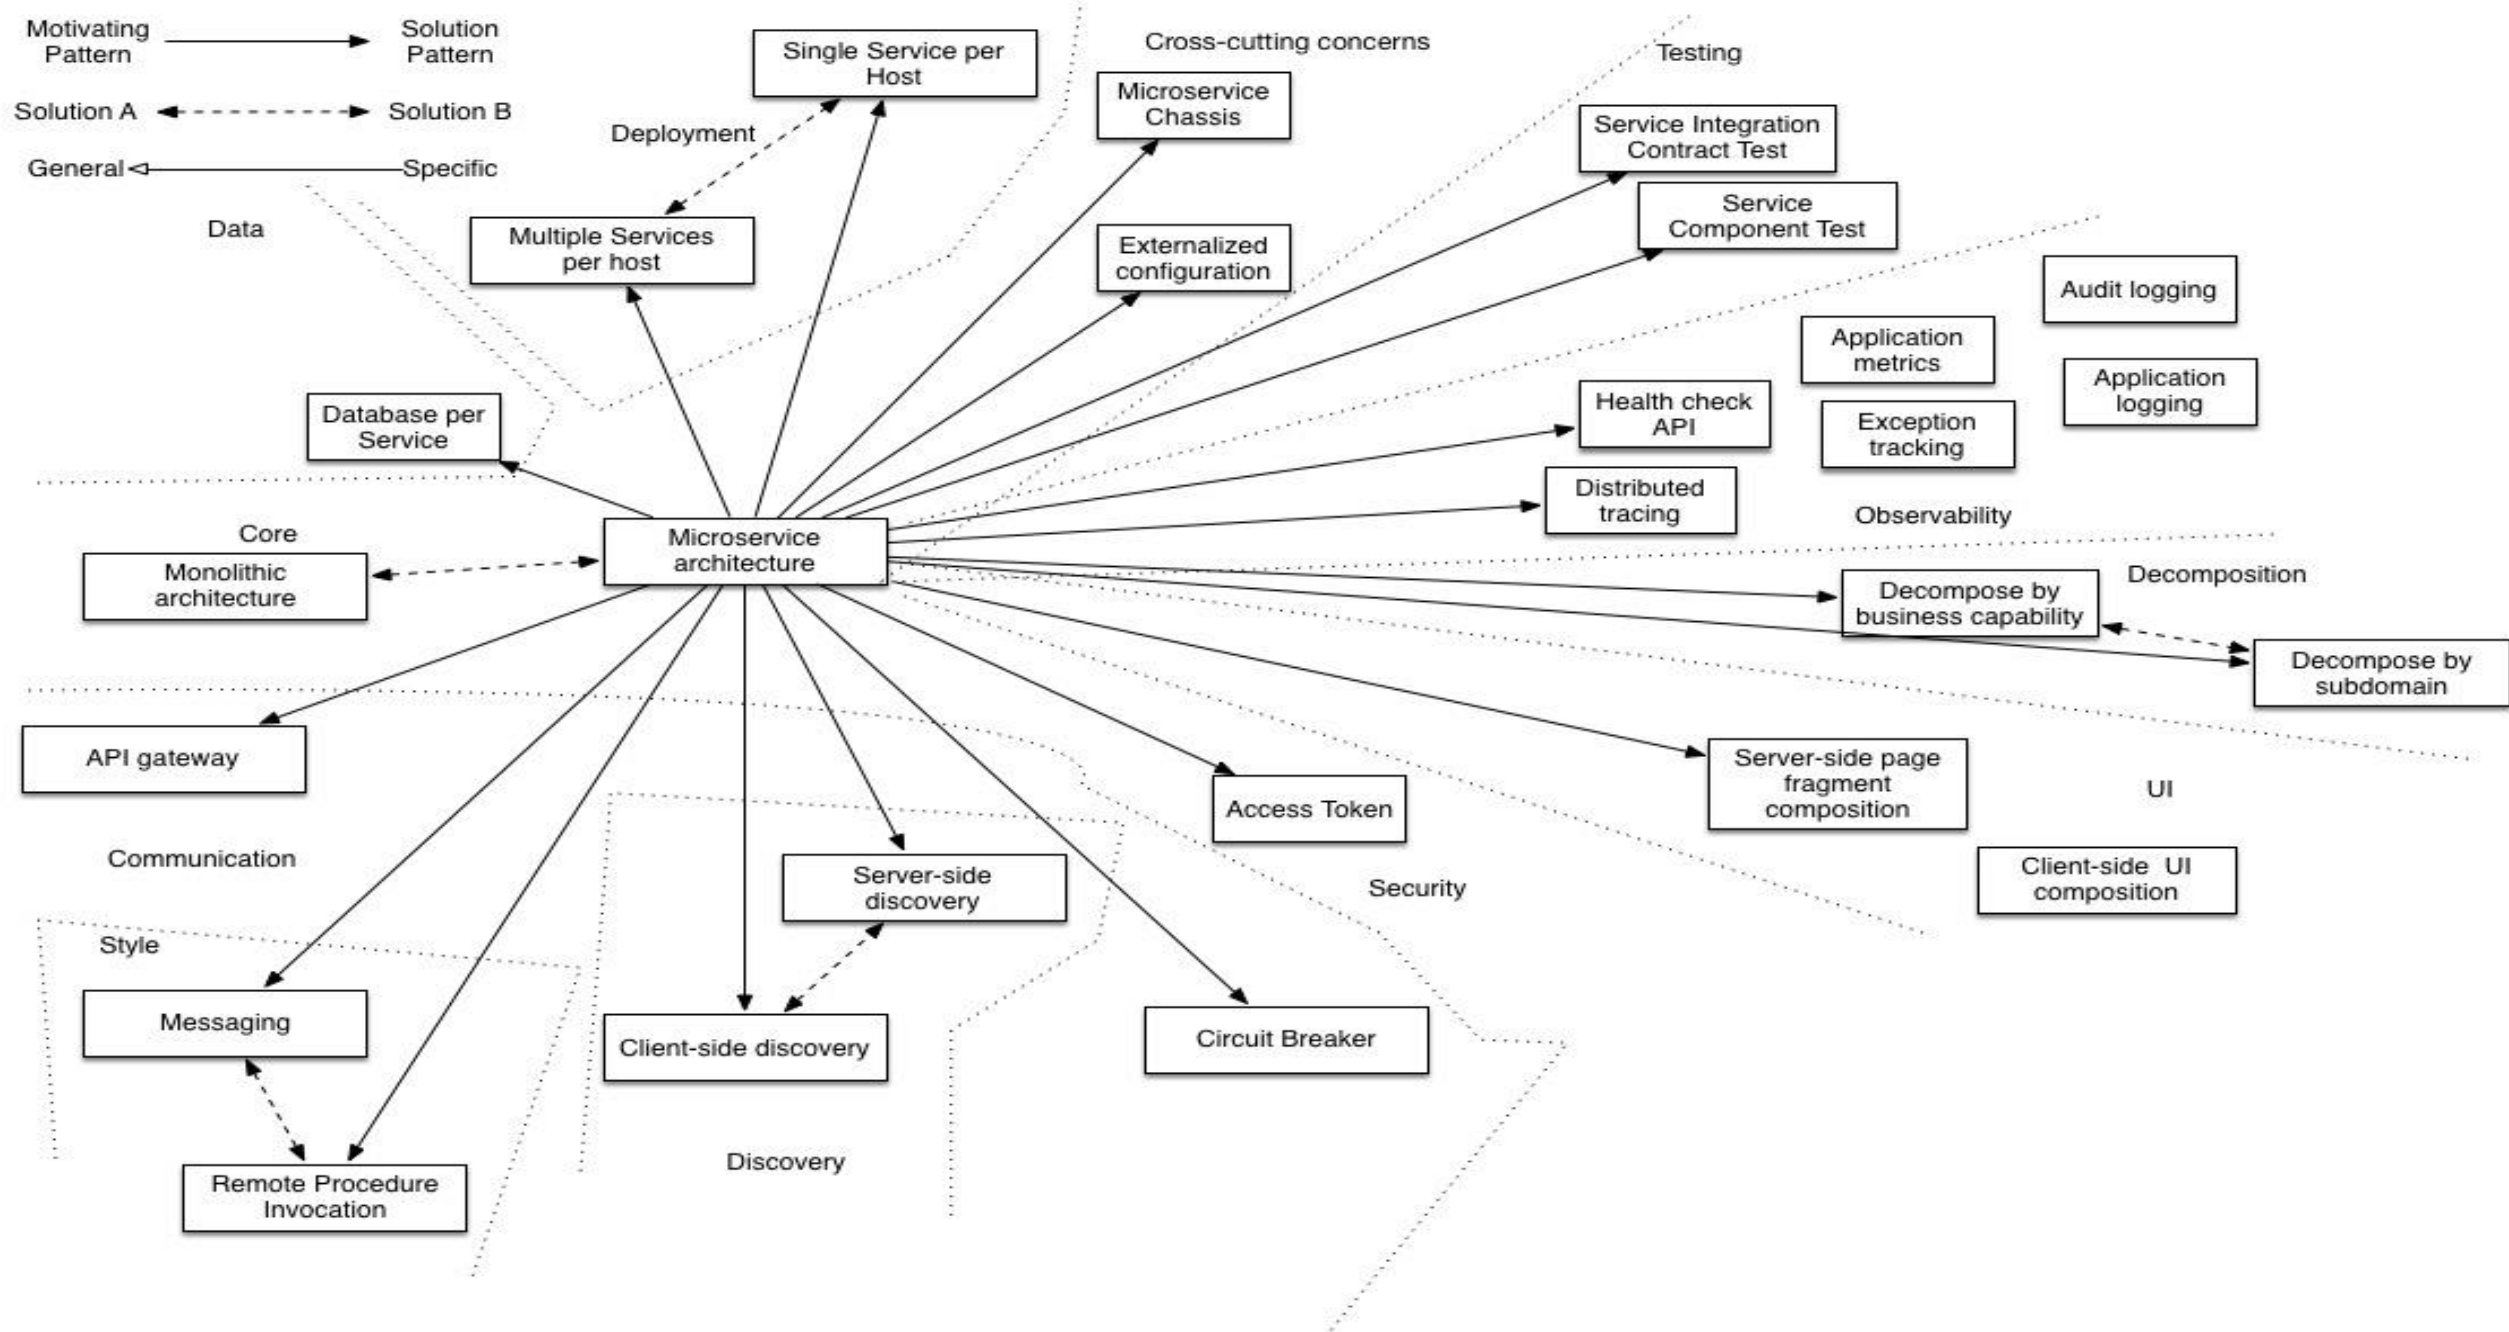 Motivating
Pattern
Solution
Pattern
Solution A
Solution B
General
Specific
Single Service per
Host
Cross-cutting concerns
Testing
Microservice
Chassis
Deployment
Service Integration
Contract Test
Service
Component Test
Data
Multiple Services
per host
Externalized
configuration
Audit logging
Application
metrics
Application
logging
Health check
API
Exception
tracking
Database per
Service
Distributed
tracing
Observability
Core
Microservice
architecture
Monolithic
architecture
Decomposition
Decompose by
business capability
Decompose by
subdomain
API gateway
Server-side page
fragment
composition
UI
Access Token
Communication
Server-side
discovery
Security
Client-side UI
composition
Style
Messaging
Client-side discovery
Circuit Breaker
Discovery
Remote Procedure
Invocation